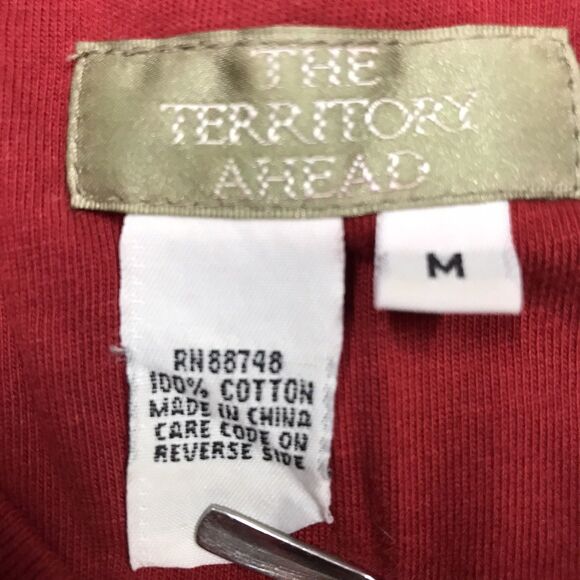 THE
TERRITORY
AHEAD
M
RN88748
100% COTTON
MADE IN CHINA
CARE CODE ON
REVERSE SIDE